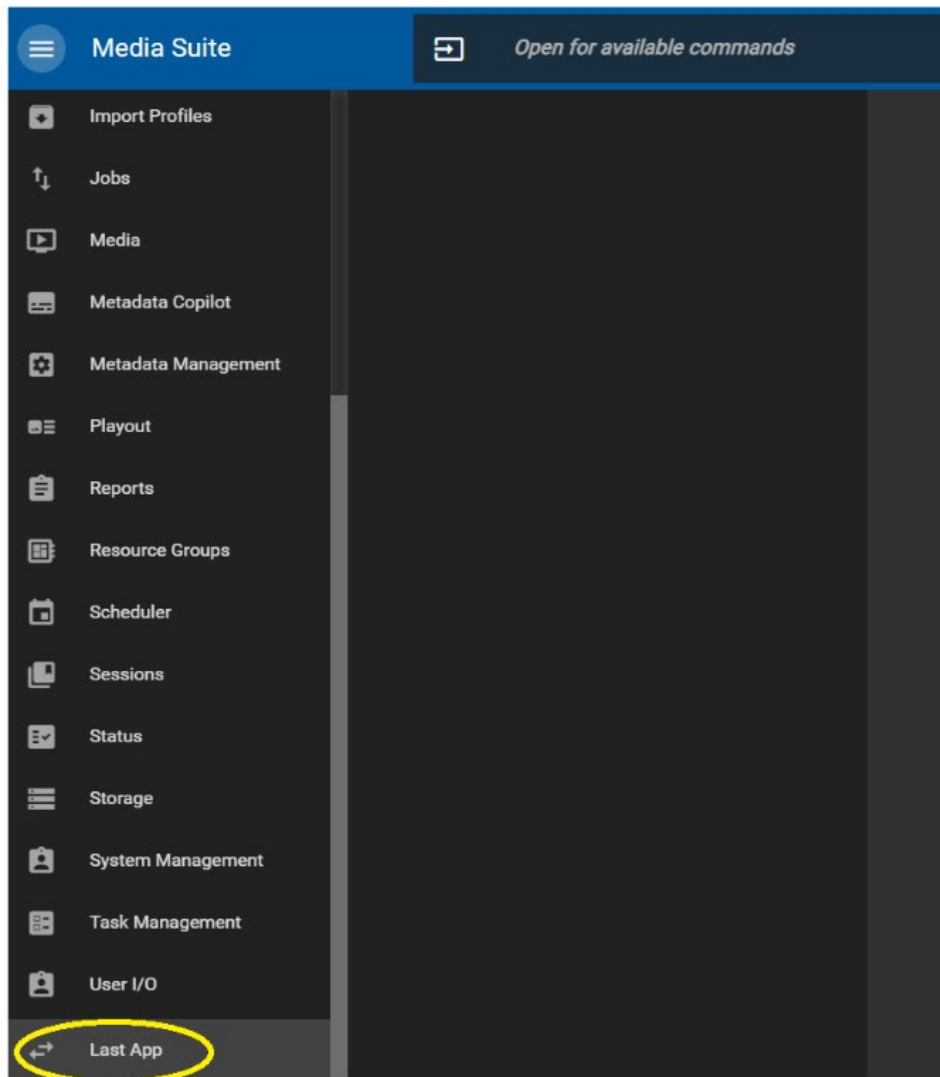 Media Suite
Open for available commands
Import Profiles
Jobs
Media
Metadata Copilot
Metadata Management
Playout
Reports
Resource Groups
Scheduler
Sessions
Status
Storage
System Management
Task Management
User I/O
Last App